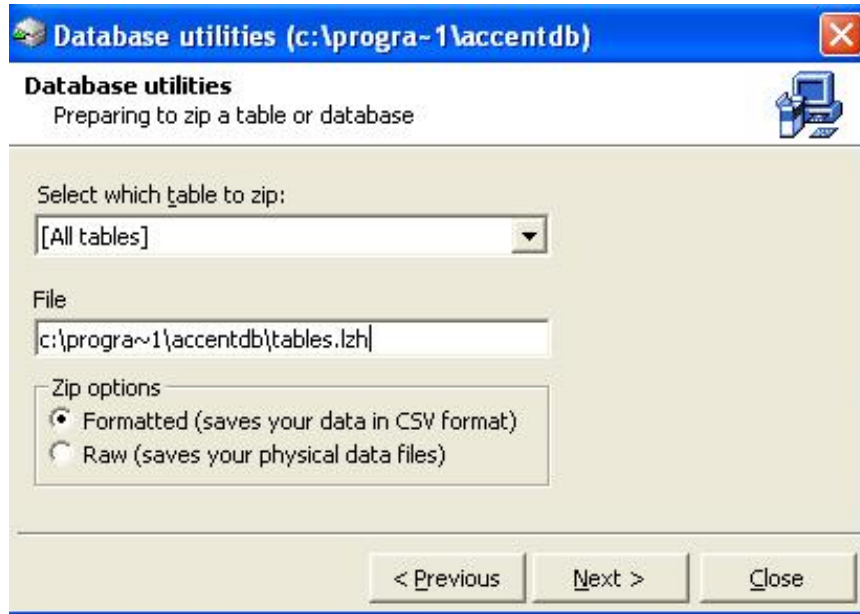 Database utilities (c:\progra~1\accentdb)
Database utilities
Preparing to zip a table or database
Select which table to zip:
[All tables]
File
c:\progra~1\accentdb\tables.lzh
Zip options
Formatted (saves your data in CSV format)
Raw (saves your physical data files)
< Previous
Next >
Close